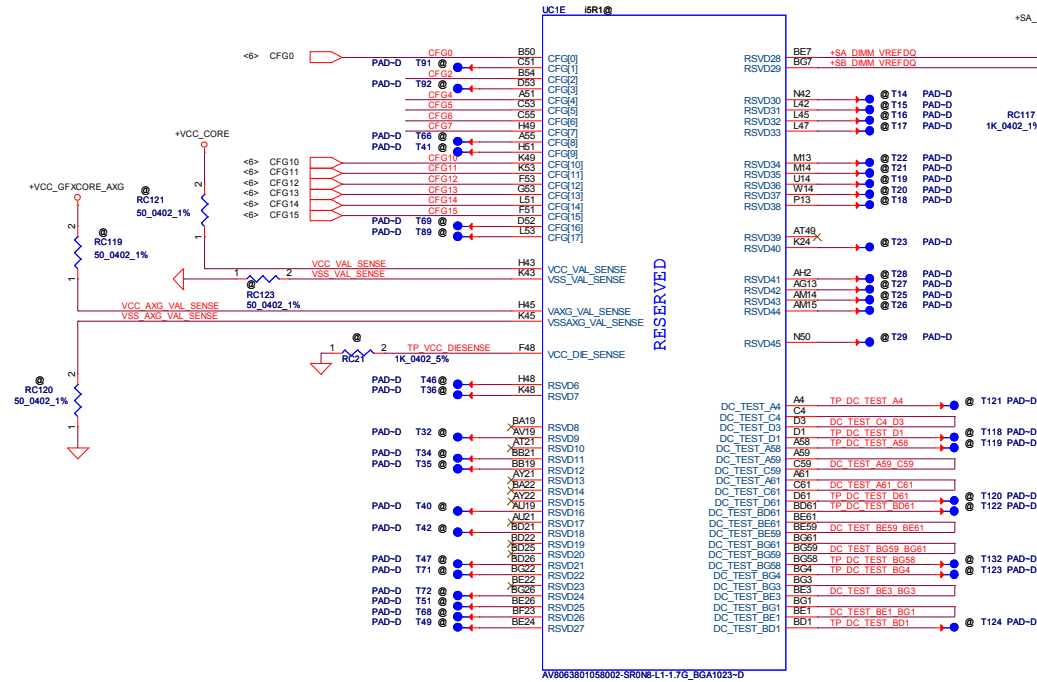 UC1E i5R1@
+SA_
<6> CFG0 CFG0 B50 CFG[0]
PAD~D T91 @ C51 CFG[1]
CFG2 B54 CFG[2]
PAD~D T92 @ D53 CFG[3]
CFG4 A51 CFG[4]
CFG5 C53 CFG[5]
CFG6 C55 CFG[6]
CFG7 H49 CFG[7]
PAD~D T66 @ A55 CFG[8]
PAD~D T41 @ H51 CFG[9]
<6> CFG10 CFG10 K49 CFG[10]
<6> CFG11 CFG11 K53 CFG[11]
<6> CFG12 CFG12 F53 CFG[12]
<6> CFG13 CFG13 G53 CFG[13]
<6> CFG14 CFG14 L51 CFG[14]
<6> CFG15 CFG15 F51 CFG[15]
PAD~D T69 @ D52 CFG[16]
PAD~D T89 @ L53 CFG[17]
+VCC_CORE
+VCC_GFXCORE_AXG
@
RC121
50_0402_1%
2
1
2
RC119
50_0402_1%
1
VCC_VAL_SENSE H43 VCC_VAL_SENSE
1 2 VSS_VAL_SENSE K43 VSS_VAL_SENSE
@
RC123
50_0402_1%
VCC_AXG_VAL_SENSE H45 VAXG_VAL_SENSE
VSS_AXG_VAL_SENSE K45 VSSAXG_VAL_SENSE
@
1 2 TP_VCC_DIESENSE F48 VCC_DIE_SENSE
RC21 1K_0402_5%
@
RC120
50_0402_1%
2
1
PAD~D T46 @ H48 RSVD6
PAD~D T36 @ K48 RSVD7
BA19 RSVD8
PAD~D T32 @ AV19 RSVD9
AT21 RSVD10
PAD~D T34 @ BB21 RSVD11
PAD~D T35 @ BB19 RSVD12
AY21 RSVD13
BA22 RSVD14
AY22 RSVD15
PAD~D T40 @ AU19 RSVD16
AU21 RSVD17
PAD~D T42 @ BD21 RSVD18
BD22 RSVD19
BD25 RSVD20
PAD~D T47 @ BD26 RSVD21
PAD~D T71 @ BG22 RSVD22
BE22 RSVD23
PAD~D T72 @ BG26 RSVD24
PAD~D T51 @ BE26 RSVD25
PAD~D T68 @ BF23 RSVD26
PAD~D T49 @ BE24 RSVD27
RESERVED
RSVD28 BE7 +SA_DIMM_VREFDQ
RSVD29 BG7 +SB_DIMM_VREFDQ
RSVD30 N42 @ T14 PAD~D
RSVD31 L42 @ T15 PAD~D
RSVD32 L45 @ T16 PAD~D
RSVD33 L47 @ T17 PAD~D
RC117
1K_0402_1%
RSVD34 M13 @ T22 PAD~D
RSVD35 M14 @ T21 PAD~D
RSVD36 U14 @ T19 PAD~D
RSVD37 W14 @ T20 PAD~D
RSVD38 P13 @ T18 PAD~D
RSVD39 AT49
RSVD40 K24 @ T23 PAD~D
RSVD41 AH2 @ T28 PAD~D
RSVD42 AG13 @ T27 PAD~D
RSVD43 AM14 @ T25 PAD~D
RSVD44 AM15 @ T26 PAD~D
RSVD45 N50 @ T29 PAD~D
DC_TEST_A4 A4 TP_DC_TEST_A4 @ T121 PAD~D
DC_TEST_C4 C4
DC_TEST_D3 D3 DC_TEST_C4_D3
DC_TEST_D1 D1 TP_DC_TEST_D1 @ T118 PAD~D
DC_TEST_A58 A58 TP_DC_TEST_A58 @ T119 PAD~D
DC_TEST_A59 A59
DC_TEST_C59 C59 DC_TEST_A59_C59
DC_TEST_A61 A61
DC_TEST_C61 C61 DC_TEST_A61_C61
DC_TEST_D61 D61 TP_DC_TEST_D61 @ T120 PAD~D
DC_TEST_BD61 BD61 TP_DC_TEST_BD61 @ T122 PAD~D
DC_TEST_BE61 BE61
DC_TEST_BE59 BE59 DC_TEST_BE59_BE61
DC_TEST_BG61 BG61
DC_TEST_BG59 BG59 DC_TEST_BG59_BG61
DC_TEST_BG58 BG58 TP_DC_TEST_BG58 @ T132 PAD~D
DC_TEST_BG4 BG4 TP_DC_TEST_BG4 @ T123 PAD~D
DC_TEST_BG3 BG3
DC_TEST_BE3 BE3 DC_TEST_BE3_BG3
DC_TEST_BG1 BG1
DC_TEST_BE1 BE1 DC_TEST_BE1_BG1
DC_TEST_BD1 BD1 TP_DC_TEST_BD1 @ T124 PAD~D
AV8063801058002-SR0N8-L1-1.7G_BGA1023~D